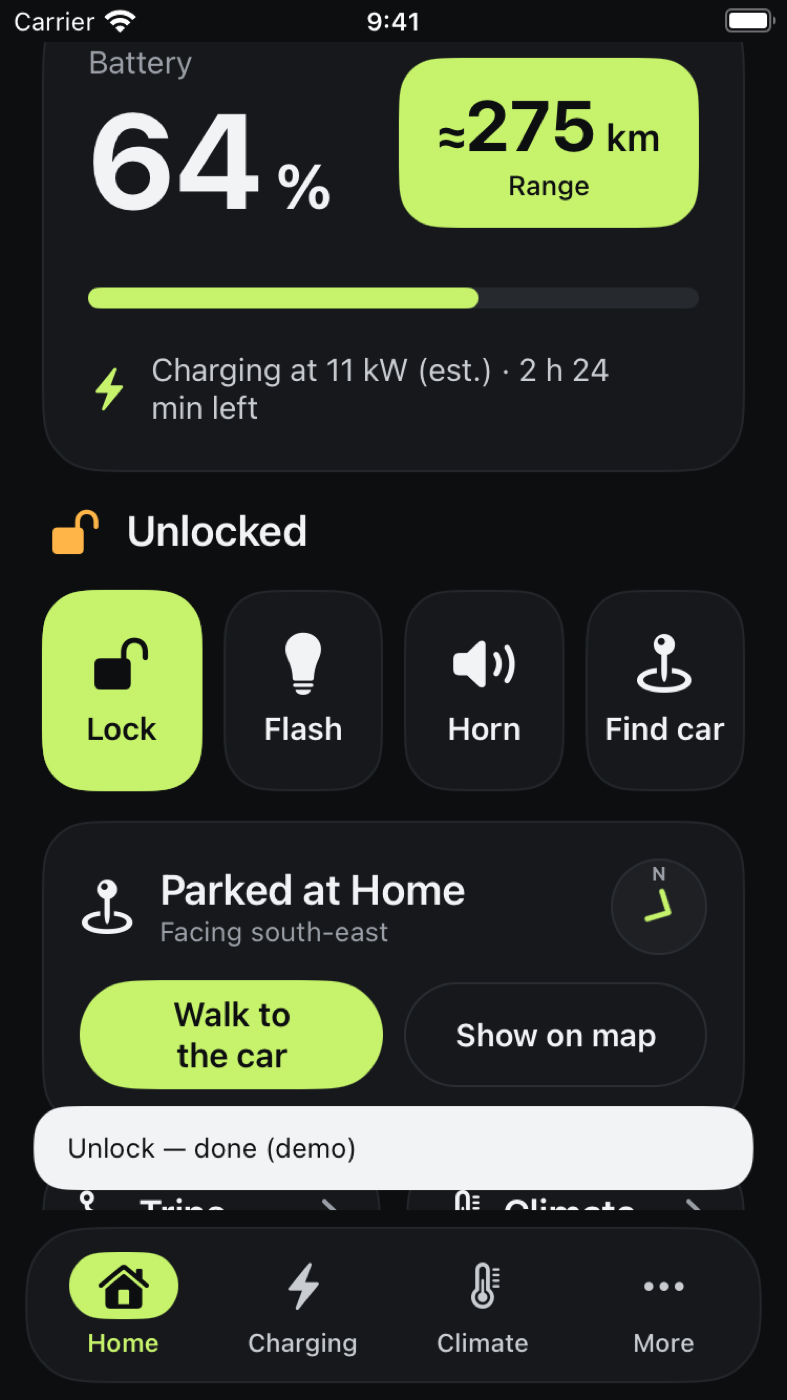 Carrier 9:41
Battery
64 %
≈275 km
Range
Charging at 11 kW (est.) · 2 h 24
min left
Unlocked
Lock Flash Horn Find car
Parked at Home
N
Facing south-east
Walk to
the car
Show on map
Unlock — done (demo)
Trips Climate
Home Charging Climate More